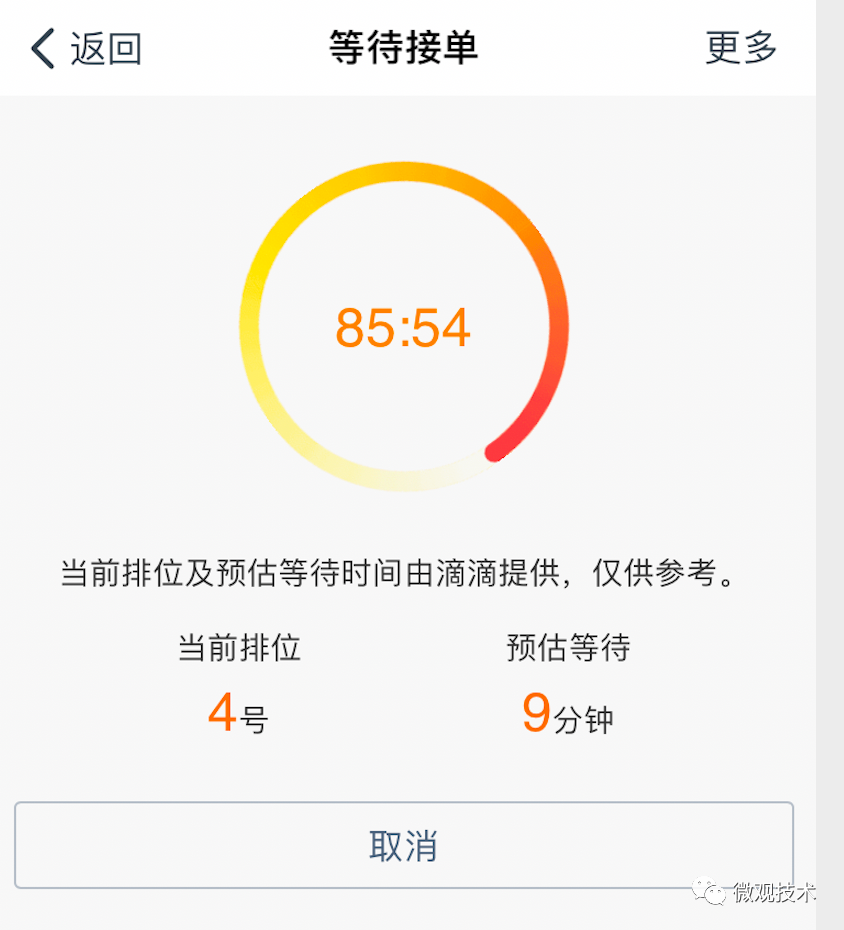 返回 等待接单 更多
85:54
当前排位及预估等待时间由滴滴提供，仅供参考。
当前排位 预估等待
4号 9分钟
取消
微观技术